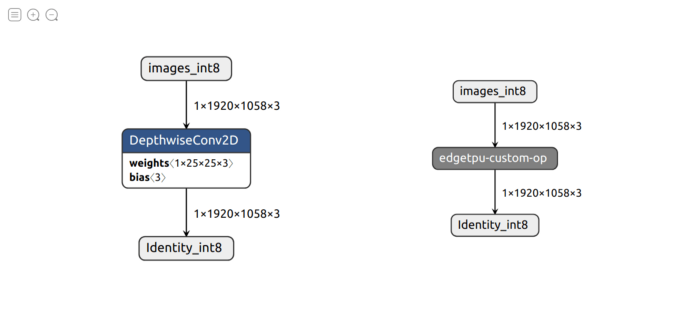 images_int8
1×1920×1058×3
DepthwiseConv2D
weights⟨1×25×25×3⟩
bias⟨3⟩
1×1920×1058×3
Identity_int8
images_int8
1×1920×1058×3
edgetpu-custom-op
1×1920×1058×3
Identity_int8